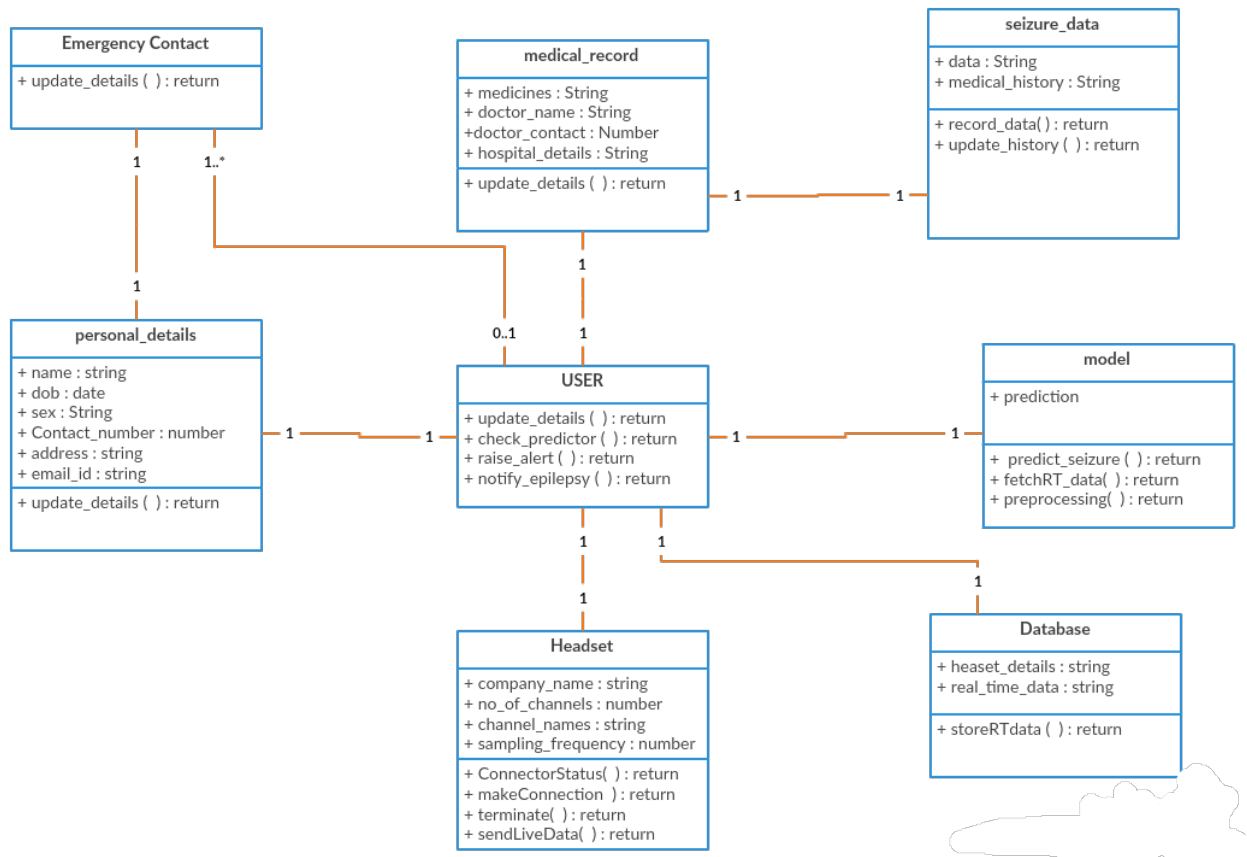 Emergency Contact
+ update_details ( ) : return
medical_record
+ medicines : String
+ doctor_name : String
+doctor_contact : Number
+ hospital_details : String
+ update_details ( ) : return
seizure_data
+ data : String
+ medical_history : String
+ record_data( ) : return
+ update_history ( ) : return
1
1..*
1
1
1
1
0..1
1
personal_details
+ name : string
+ dob : date
+ sex : String
+ Contact_number : number
+ address : string
+ email_id : string
+ update_details ( ) : return
1
1
USER
+ update_details ( ) : return
+ check_predictor ( ) : return
+ raise_alert ( ) : return
+ notify_epilepsy ( ) : return
1
1
model
+ prediction
+ predict_seizure ( ) : return
+ fetchRT_data( ) : return
+ preprocessing( ) : return
1
1
1
1
Headset
+ company_name : string
+ no_of_channels : number
+ channel_names : string
+ sampling_frequency : number
+ ConnectorStatus( ) : return
+ makeConnection ) : return
+ terminate( ) : return
+ sendLiveData( ) : return
Database
+ heaset_details : string
+ real_time_data : string
+ storeRTdata ( ) : return